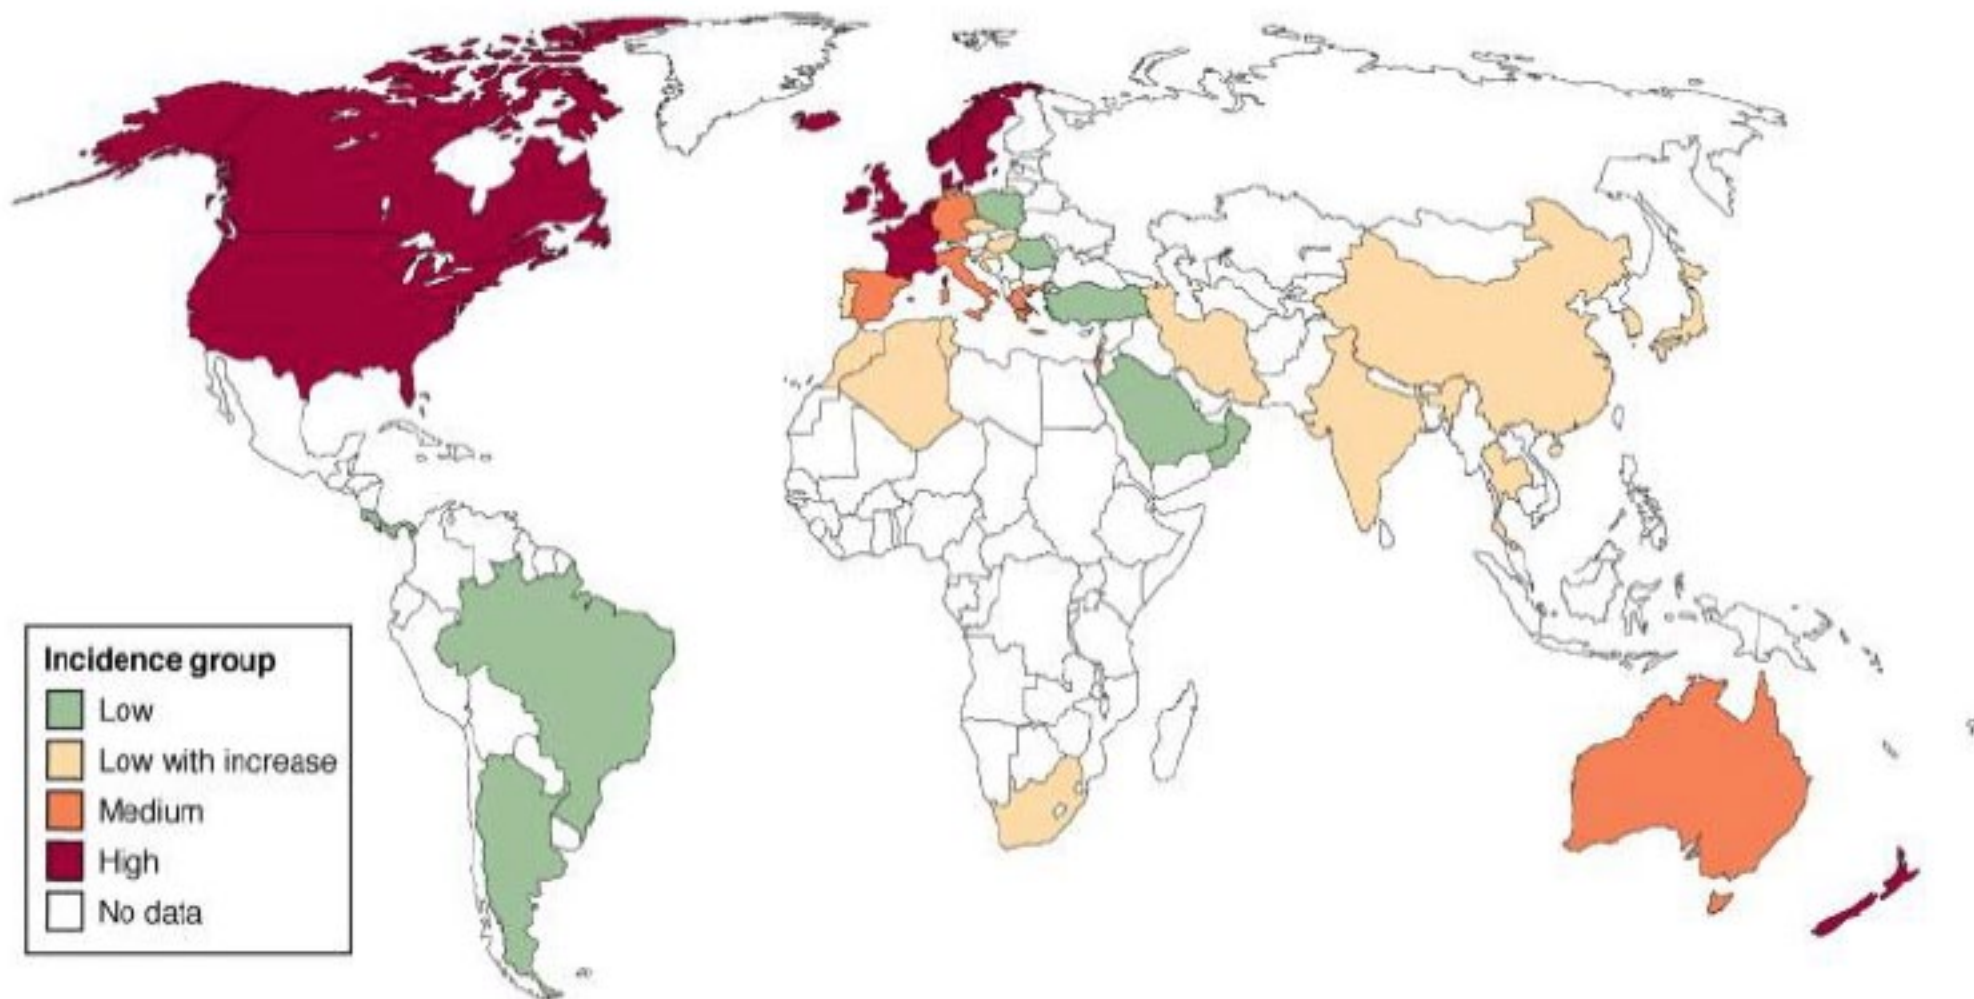 Incidence group
Low
Low with increase
Medium
High
No data